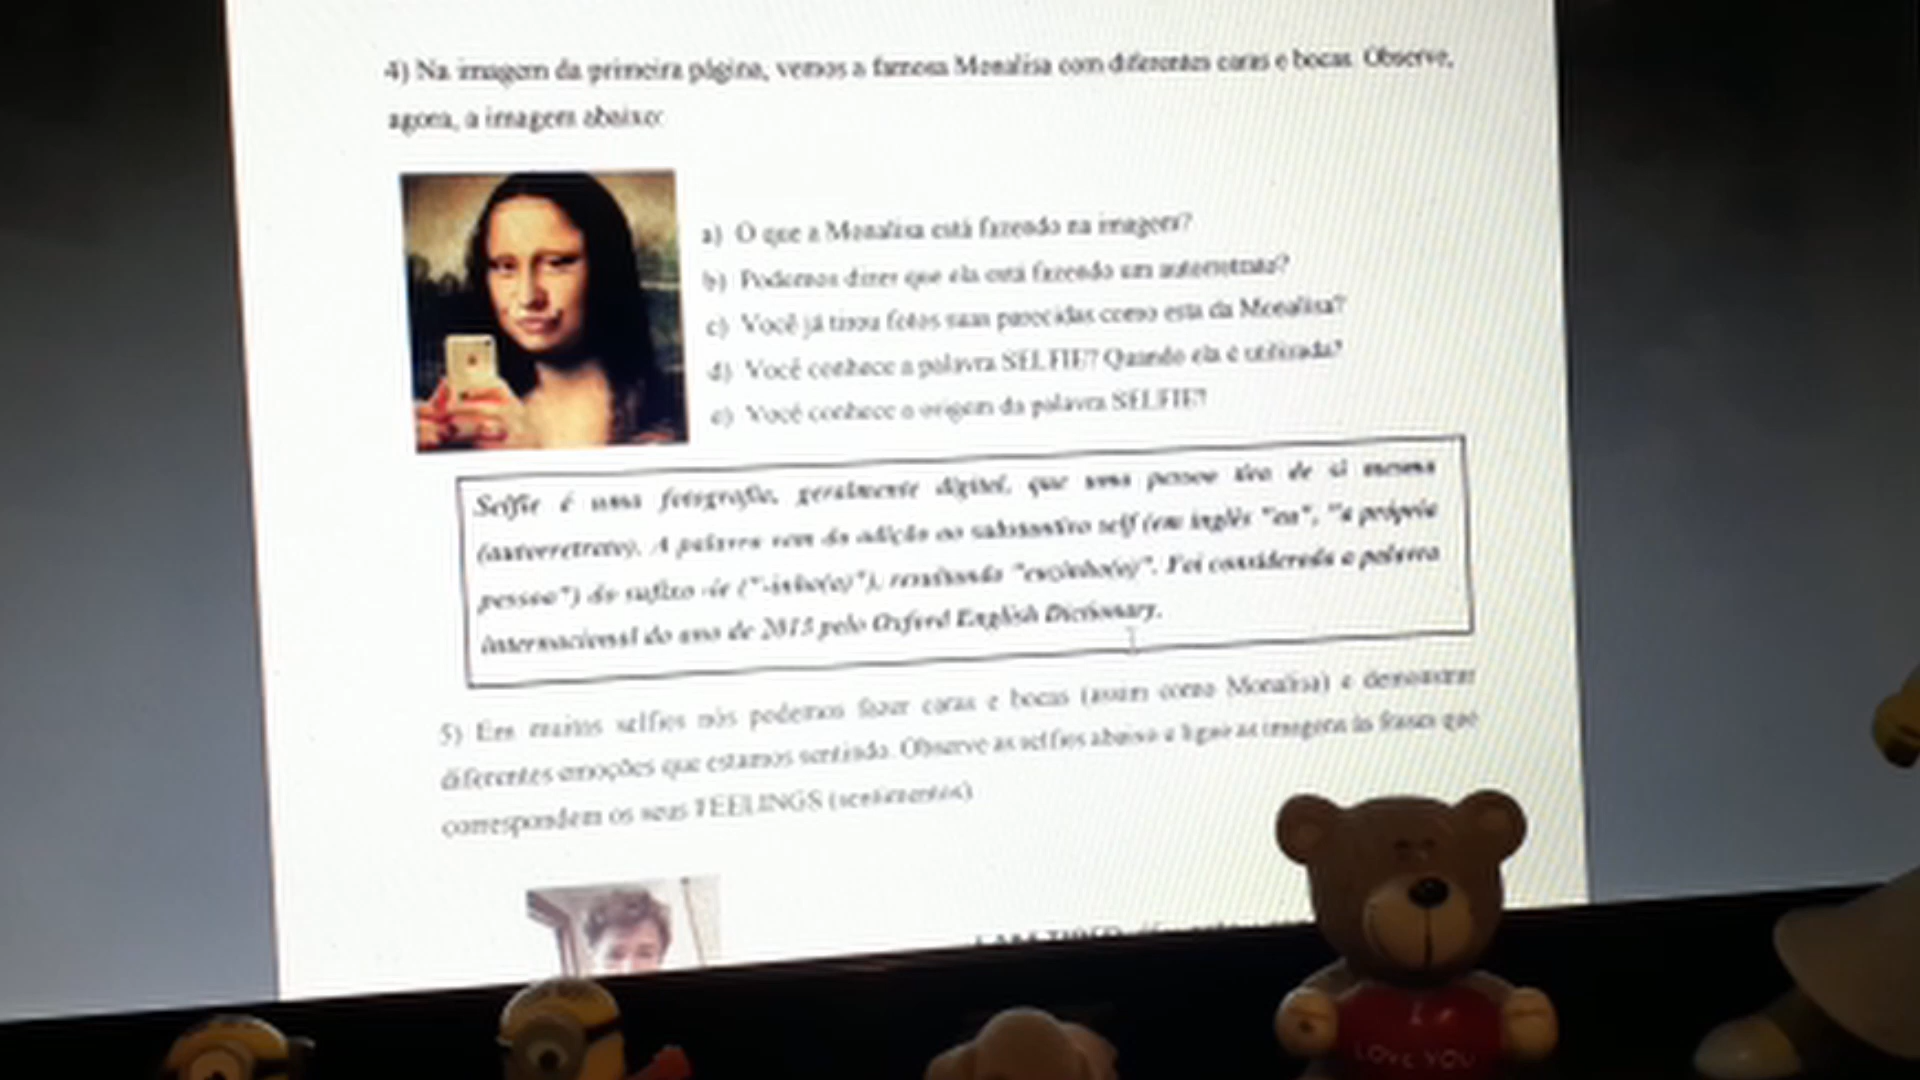 4) Na imagem da primeira página, vemos a famosa Monalisa com diferentes caras e bocas. Observe,
agora, a imagem abaixo:
a) O que a Monalisa está fazendo na imagem?
b) Podemos dizer que ela está fazendo um autorretrato?
c) Você já tirou fotos suas parecidas como esta da Monalisa?
d) Você conhece a palavra SELFIE? Quando ela é utilizada?
e) Você conhece a origem da palavra SELFIE?
Selfie é uma fotografia, geralmente digital, que uma pessoa tira de si mesma
(autorretrato). A palavra vem da adição ao substantivo self (em inglês "eu", "a própria
pessoa") do sufixo -ie ("-inho(a)"), resultando "euzinho(a)". Foi considerada a palavra
internacional do ano de 2013 pelo Oxford English Dictionary.
5) Em muitas selfies nós podemos fazer caras e bocas (assim como Monalisa) e demonstrar
diferentes emoções que estamos sentindo. Observe as selfies abaixo e ligue as imagens às frases que
correspondem os seus FEELINGS (sentimentos)
I AM TIRED
I
LOVE YOU